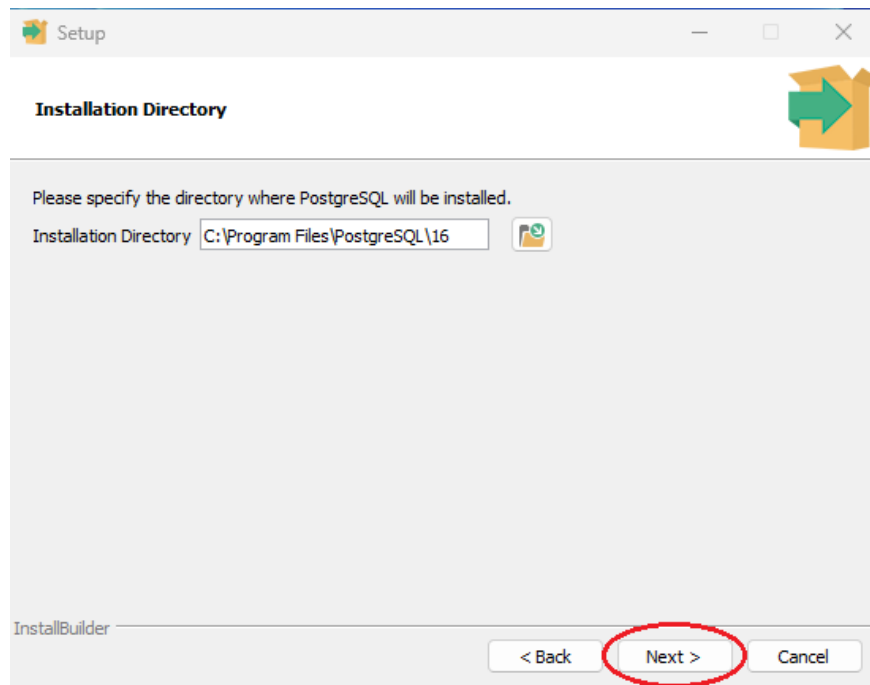 Setup
Installation Directory
Please specify the directory where PostgreSQL will be installed.
Installation Directory C:\Program Files\PostgreSQL\16
InstallBuilder
< Back Next > Cancel